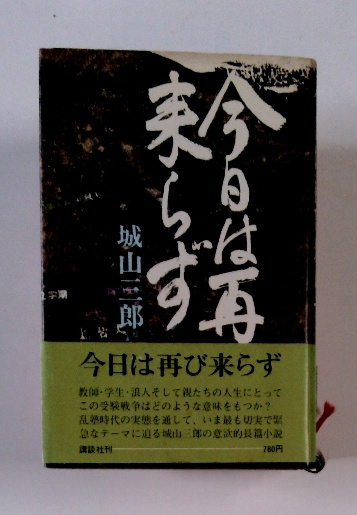 今日は再
来らず
城山三郎
学期
今日は再び来らず
教師・学生・浪人そして親たちの人生にとって
この受験戦争はどのような意味をもつか?
乱塾時代の実態を通して、いま最も切実で緊
急なテーマに迫る城山三郎の意欲的長篇小説
講談社刊
780円